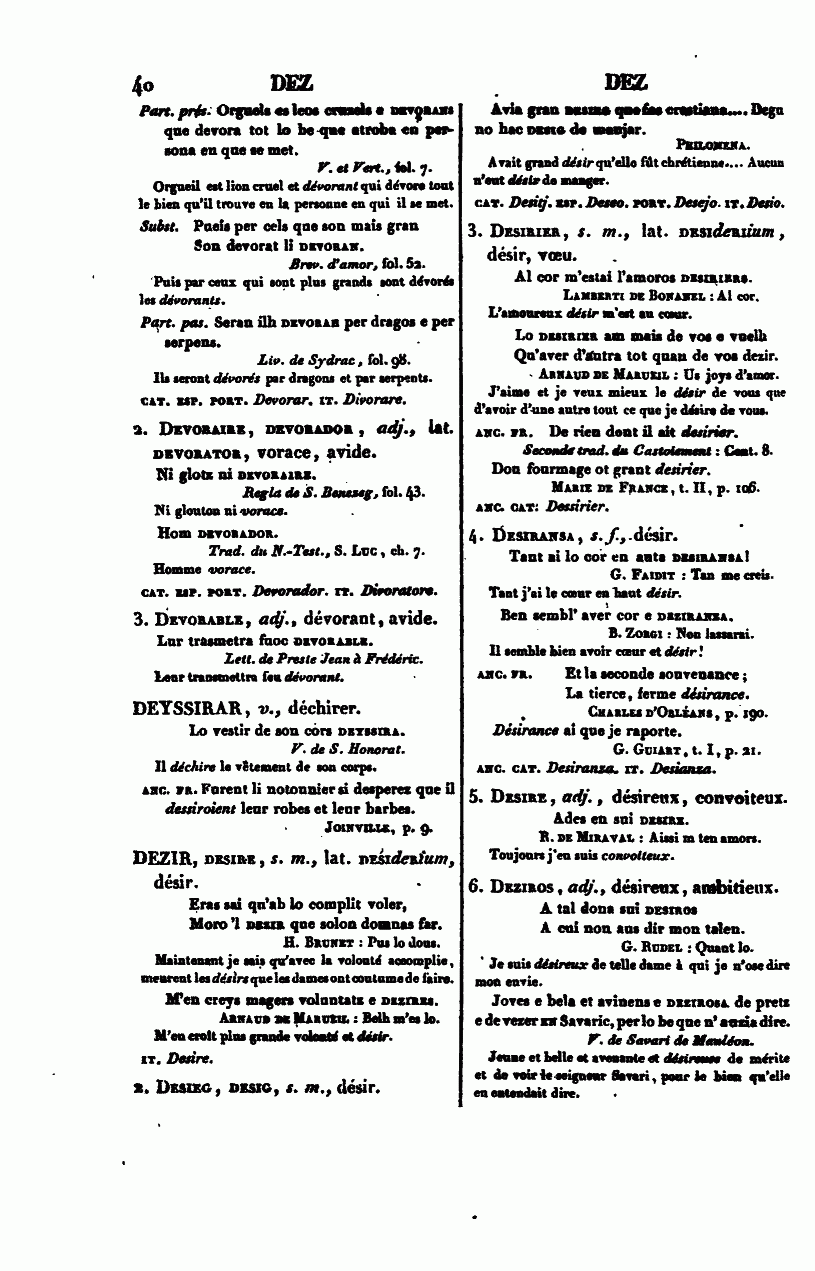 40 DEZ
Part. prés. Orguels es leos cruzels e DEVORANS
que devora tot lo be que atroba en per-
sona en que se met.
V. et Vert., fol. 7.
Orgueil est lion cruel et dévorant qui dévore tout
le bien qu'il trouve en la personne en qui il se met.
Subst. Pueis per cels que son mais gran
Son devorat li DEVORAN.
Brev. d'amor, fol. 52.
Puis par ceux qui sont plus grands sont dévorés
les dévorants.
Part. pas. Seran ilh DEVORAB per dragos e per
serpens.
Liv. de Sydrac, fol. 98.
Ils seront dévorés par dragons et par serpents.
CAT. ESP. PORT. Devorar. IT. Divorare.
2. DEVORAIRE, DEVORADOR, adj., lat.
DEVORATOR, vorace, avide.
Ni glotz ni DEVORAIRE.
Regla de S. Beneseg, fol. 43.
Ni glouton ni vorace.
Hom DEVORADOR.
Trad. du N.-Test., S. LUC, ch. 7.
Homme vorace.
CAT. ESP. PORT. Devorador. IT. Divoratore.
3. DEVORABLE, adj., dévorant, avide.
Lur trasmetra fuoc DEVORABLE.
Lett. de Preste Jean à Frédéric.
Leur transmettra feu dévorant.
DEYSSIRAR, v., déchirer.
Lo vestir de son còrs DEYSSIRA.
V. de S. Honorat.
Il déchire le vêtement de son corps.
ANC. FR. Furent li notonnier si desperez que il
dessiroient leur robes et leur barbes.
JOINVILLE, p. 9.
DEZIR, DESIRE, s. m., lat. DESIderIum,
désir.
Eras sai qu'ab lo complit voler,
Moro 'l DEZIR que solon domnas far.
H. BRUNET : Pus lo dous.
Maintenant je sais qu'avec la volonté accomplie,
meurent les désirs que les dames ont coutume de faire.
M'en creys magers voluntatz e DEZIRES.
ARNAUD DE MARUEIL : Belh m'es lo.
M'en croît plus grande volonté et désir.
IT. Desire.
2. DESIEG, DESIG, s. m., désir.
DEZ
Avia gran DESIEG que fos crestiana.... Degu
no hac DESIG de manjar.
PHILOMENA.
Avait grand désir qu'elle fût chrétienne.... Aucun
n'eut désir de manger.
CAT. Desitj. ESP. Deseo. PORT. Desejo. IT. Desio.
3. DESIRIER, s. m., lat. DESIdeRIium,
désir, vœu.
Al cor m'estai l'amoros DESIRIERS.
LAMBERTI DE BONANEL : Al cor.
L'amoureux désir m'est au cœur.
Lo DESIRIER am mais de vos e vuelh
Qu'aver d'autra tot quan de vos dezir.
ARNAUD DE MARUEIL : Us joys d'amor.
J'aime et je veux mieux le désir de vous que
d'avoir d'une autre tout ce que je désire de vous.
ANC. FR. De rien dont il ait desirier.
Seconde trad. du Castoiement : Cont. 8.
Don fourmage ot grant desirier.
MARIE DE FRANCE, t. II, p. 106.
ANC. CAT. Dessirier.
4. DESIRANSA, s. f., désir.
Tant ai lo cor en auta DESIRANSA!
G. FAIDIT : Tan me creis.
Tant j'ai le cœur en haut désir.
Ben sembl' aver cor e DEZIRANZA.
B. ZORGI : Non lassarai.
Il semble bien avoir cœur et désir!
ANC. FR. Et la seconde souvenance;
La tierce, ferme désirance.
CHARLES D'ORLÉANS, p. 190.
Désirance ai que je raporte.
G. GUIART, t. I, p. 21.
ANC. CAT. Desiranza. IT. Desianza.
5. DESIRE, adj., désireux, convoiteux.
Ades en sui DESIRE.
R. DE MIRAVAL : Aissi m ten amors.
Toujours j'en suis convoiteux.
6. DEZIROS, adj., désireux, ambitieux.
A tal dona sui DESIROS
A cui non aus dir mon talen.
G. RUDEL : Quant lo.
Je suis désireux de telle dame à qui je n'ose dire
mon envie.
Joves e bela et avinens e DEZIROSA de pretz
e de vezer EN Savaric, per lo be que n' auzia dire.
V. de Savari de Mauléon.
Jeune et belle et avenante et désireuse de mérite
et de voir le seigneur Savari, pour le bien qu'elle
en entendait dire.